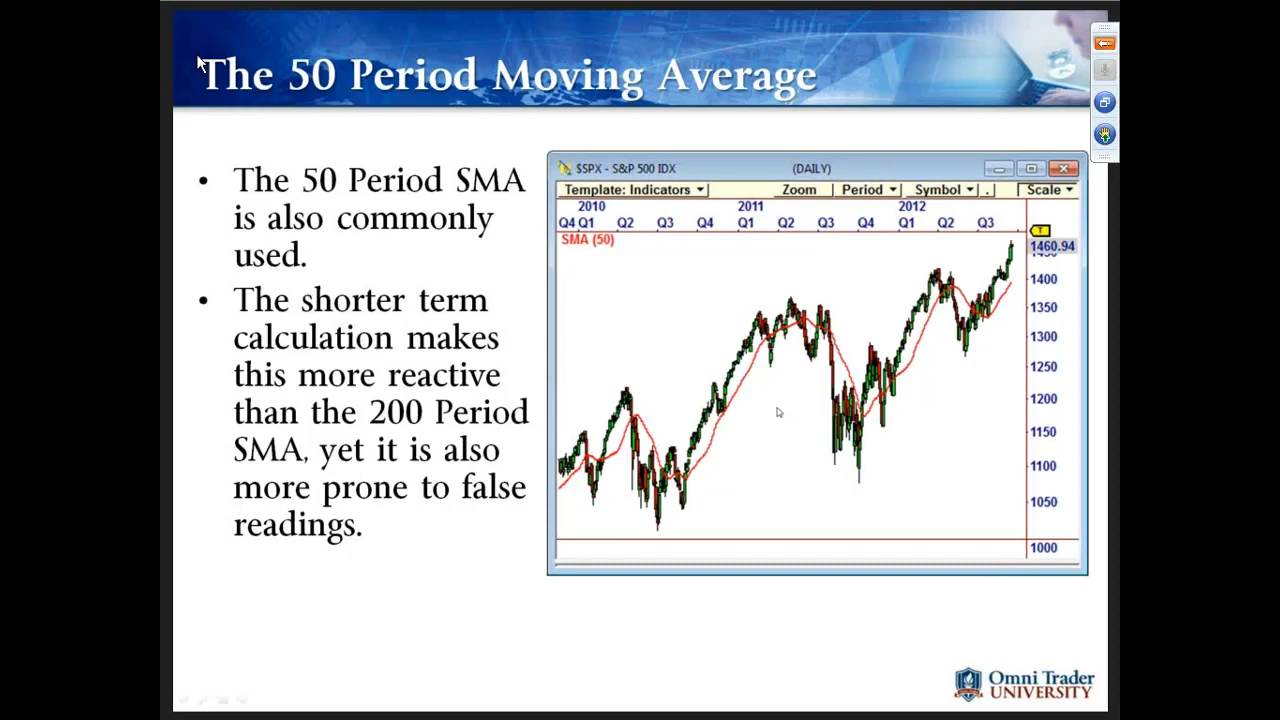 The 50 Period Moving Average
• The 50 Period SMA
is also commonly
used.
• The shorter term
calculation makes
this more reactive
than the 200 Period
SMA, yet it is also
more prone to false
readings.
$SPX - S&P 500 IDX (DAILY)
Template: Indicators Zoom Period Symbol . Scale
2010 2011 2012
Q4 Q1 Q2 Q3 Q4 Q1 Q2 Q3 Q4 Q1 Q2 Q3
SMA (50)
T
1460.94
1400
1350
1300
1250
1200
1150
1100
1050
1000
Omni Trader
UNIVERSITY